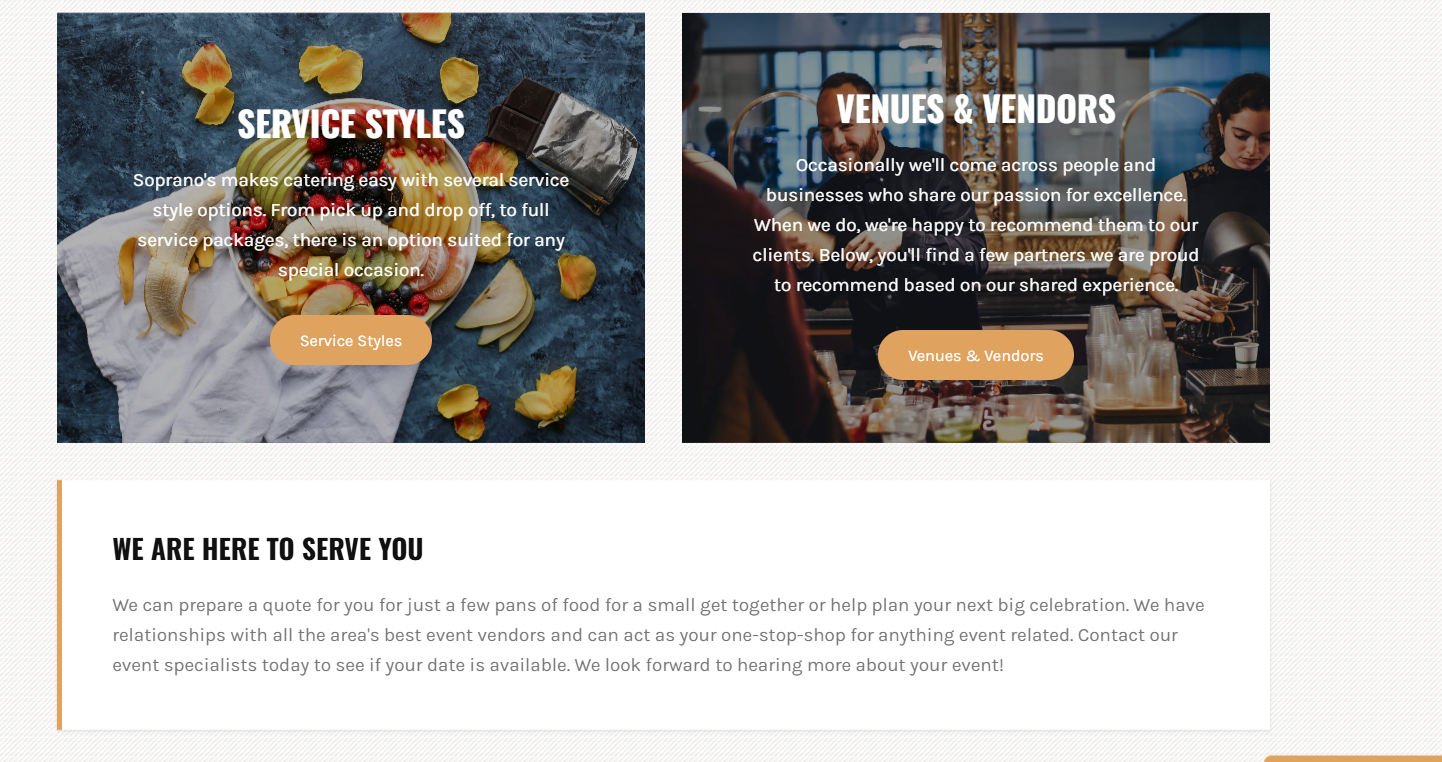 SERVICE STYLES
Soprano's makes catering easy with several service
style options. From pick up and drop off, to full
service packages, there is an option suited for any
special occasion.
Service Styles
VENUES & VENDORS
Occasionally we'll come across people and
businesses who share our passion for excellence.
When we do, we're happy to recommend them to our
clients. Below, you'll find a few partners we are proud
to recommend based on our shared experience.
Venues & Vendors
WE ARE HERE TO SERVE YOU
We can prepare a quote for you for just a few pans of food for a small get together or help plan your next big celebration. We have
relationships with all the area's best event vendors and can act as your one-stop-shop for anything event related. Contact our
event specialists today to see if your date is available. We look forward to hearing more about your event!